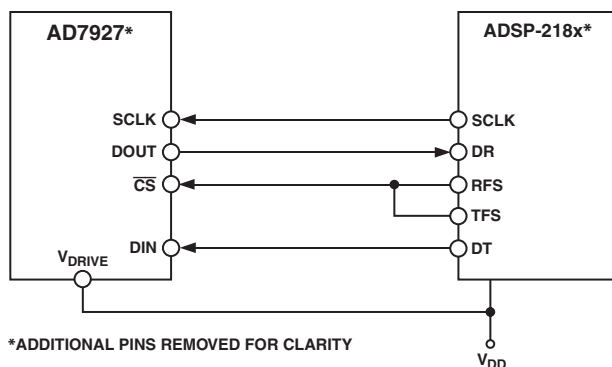 AD7927*
ADSP-218x*
SCLK
SCLK
DOUT
DR
CS
RFS
TFS
DIN
DT
VDRIVE
*ADDITIONAL PINS REMOVED FOR CLARITY
VDD